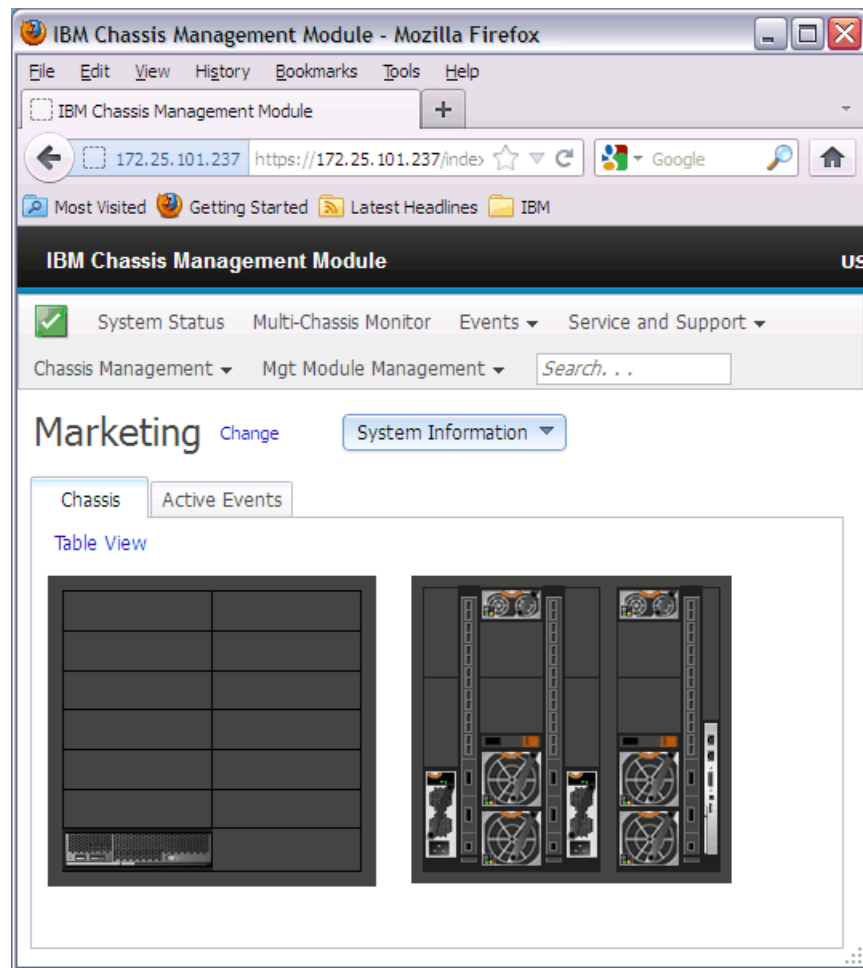 IBM Chassis Management Module - Mozilla Firefox
File Edit View History Bookmarks Tools Help
IBM Chassis Management Module
172.25.101.237 https://172.25.101.237/index Google
Most Visited Getting Started Latest Headlines IBM
IBM Chassis Management Module US
System Status Multi-Chassis Monitor Events Service and Support
Chassis Management Mgt Module Management Search. . .
Marketing Change System Information
Chassis Active Events
Table View